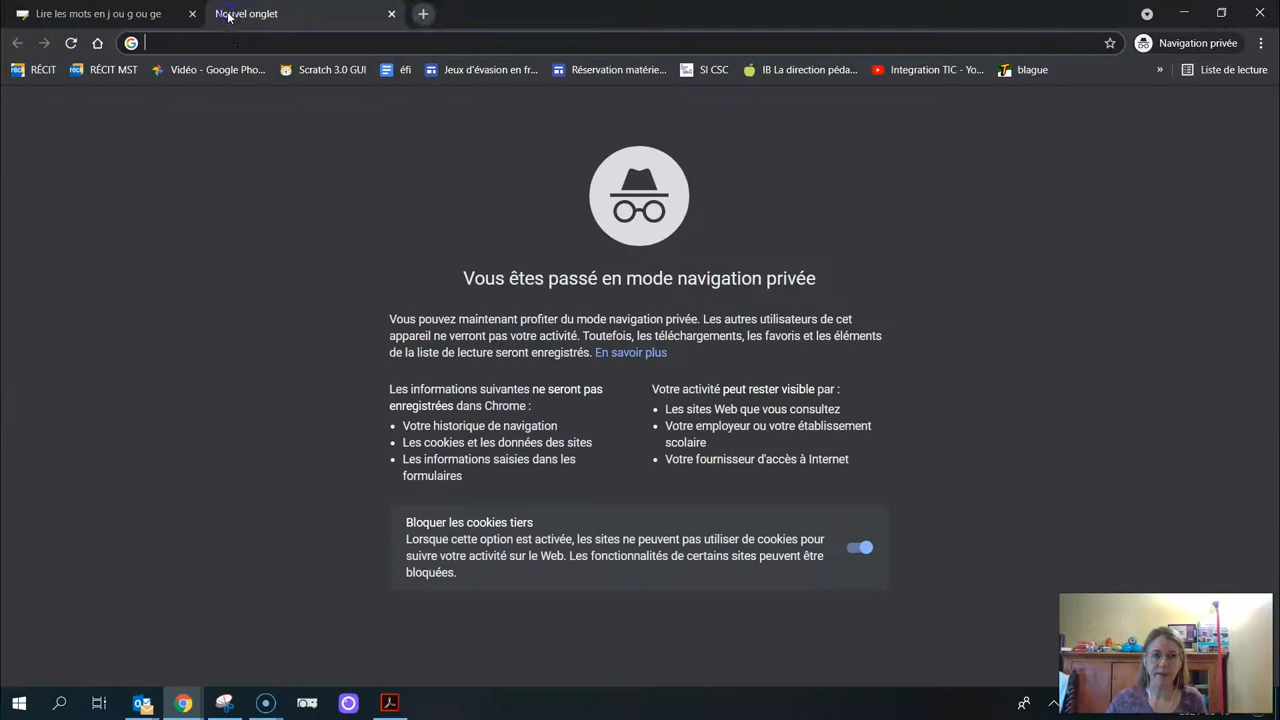 Lire les mots en j ou g ou ge
Nouvel onglet
Navigation privée
RÉCIT
RÉCIT MST
Vidéo - Google Pho...
Scratch 3.0 GUI
éfi
Jeux d'évasion en fr...
Réservation matérie...
SI CSC
IB La direction péda...
Integration TIC - Yo...
blague
»
Liste de lecture
Vous êtes passé en mode navigation privée
Vous pouvez maintenant profiter du mode navigation privée. Les autres utilisateurs de cet
appareil ne verront pas votre activité. Toutefois, les téléchargements, les favoris et les éléments
de la liste de lecture seront enregistrés. En savoir plus
Les informations suivantes ne seront pas
enregistrées dans Chrome :
• Votre historique de navigation
• Les cookies et les données des sites
• Les informations saisies dans les
formulaires
Votre activité peut rester visible par :
• Les sites Web que vous consultez
• Votre employeur ou votre établissement
scolaire
• Votre fournisseur d'accès à Internet
Bloquer les cookies tiers
Lorsque cette option est activée, les sites ne peuvent pas utiliser de cookies pour
suivre votre activité sur le Web. Les fonctionnalités de certains sites peuvent être
bloquées.